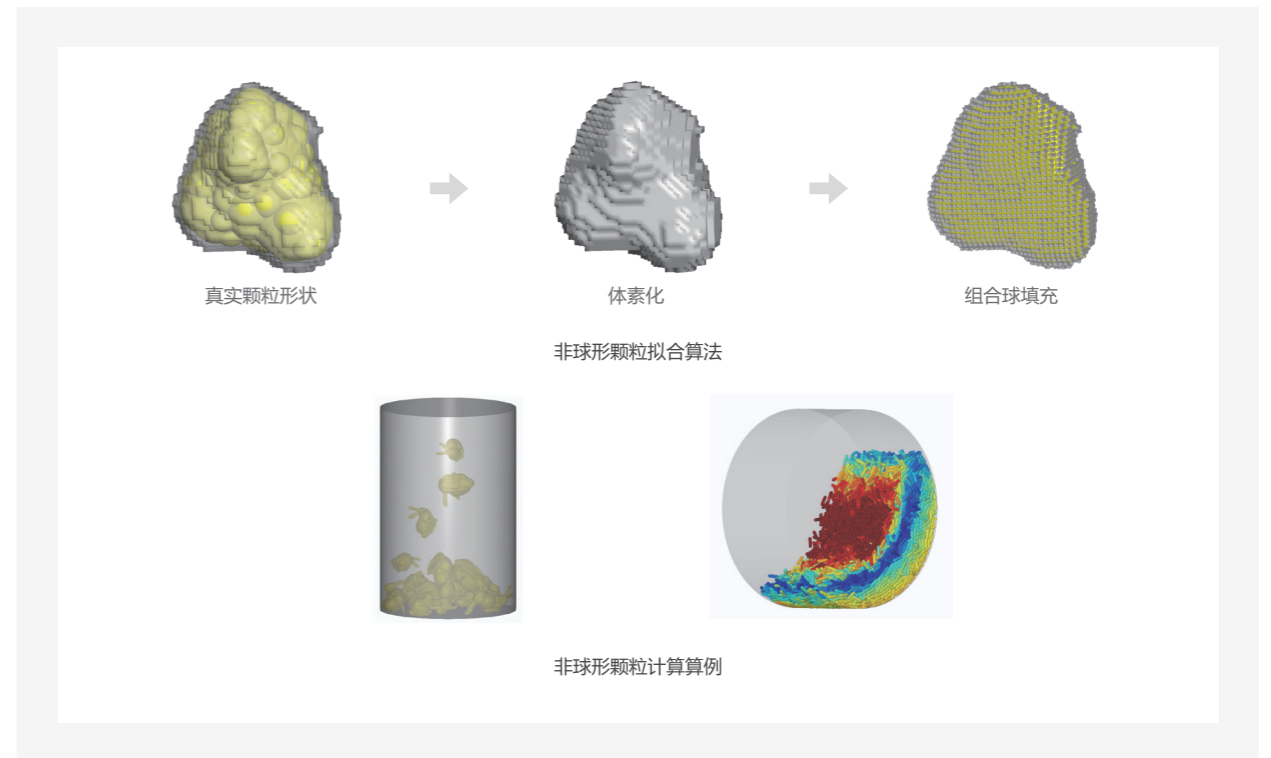 真实颗粒形状
体素化
组合球填充
非球形颗粒拟合算法
非球形颗粒计算算例